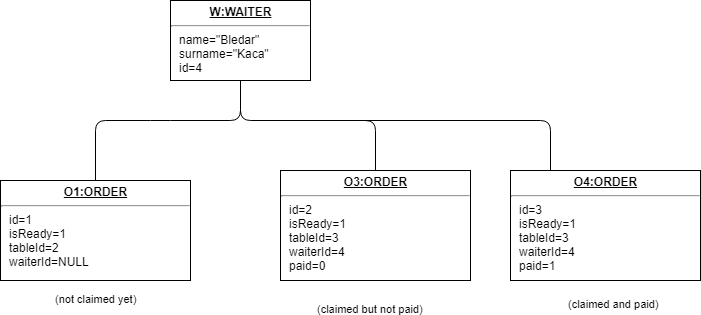 W:WAITER
name="Bledar"
surname="Kaca"
id=4
O1:ORDER
id=1
isReady=1
tableId=2
waiterId=NULL
(not claimed yet)
O3:ORDER
id=2
isReady=1
tableId=3
waiterId=4
paid=0
(claimed but not paid)
O4:ORDER
id=3
isReady=1
tableId=3
waiterId=4
paid=1
(claimed and paid)